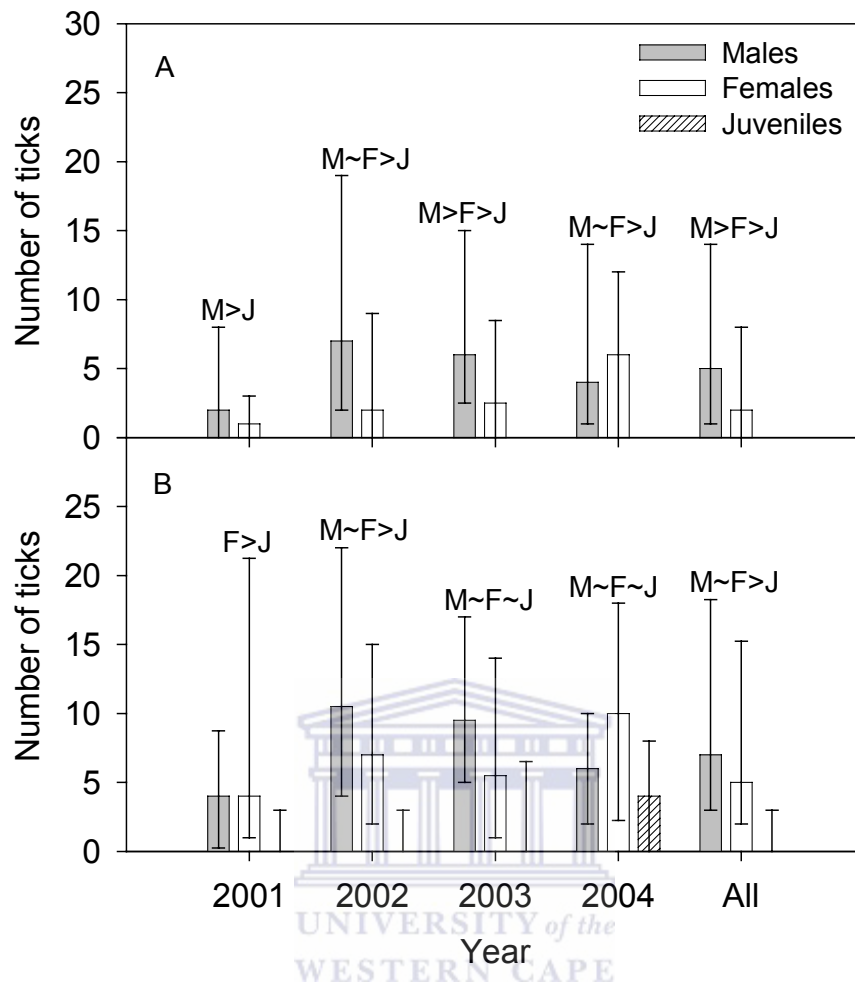 30
25
20
15
10
5
0
Number of ticks
A
Males
Females
Juveniles
M>J
M~F>J
M>F>J
M~F>J
M>F>J
25
20
15
10
5
0
Number of ticks
B
F>J
M~F>J
M~F~J
M~F~J
M~F>J
2001 2002 2003 2004 All
Year
UNIVERSITY of the
WESTERN CAPE